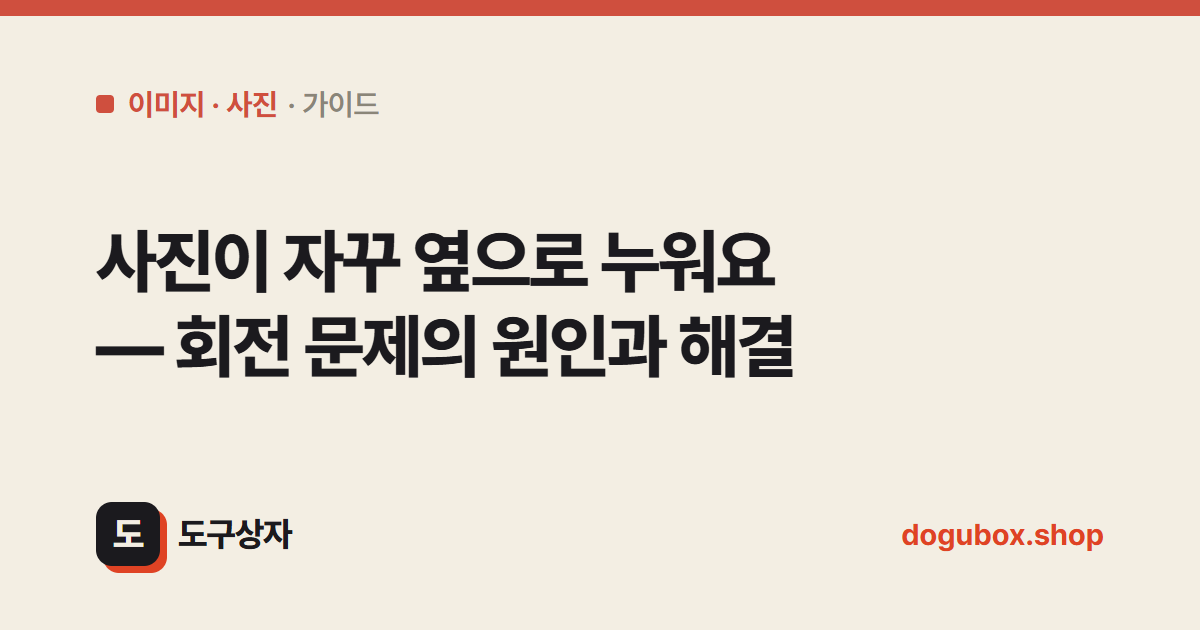 이미지 · 사진 · 가이드
사진이 자꾸 옆으로 누워요
— 회전 문제의 원인과 해결
도 도구상자
dogubox.shop